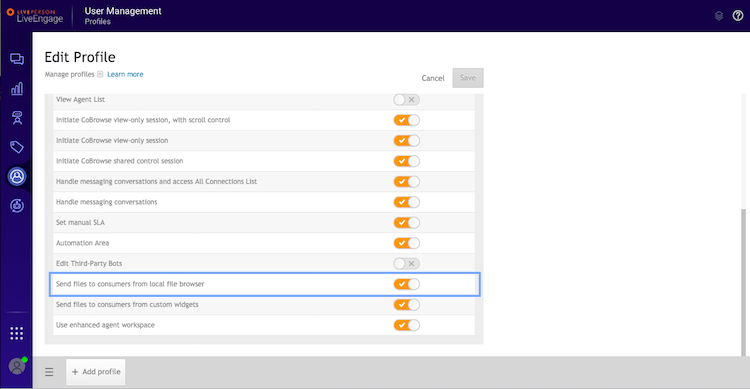 LIVEPERSON
LiveEngage
User Management
Profiles
Edit Profile
Manage profiles Learn more
Cancel
Save
View Agent List
Initiate CoBrowse view-only session, with scroll control
Initiate CoBrowse view-only session
Initiate CoBrowse shared control session
Handle messaging conversations and access All Connections List
Handle messaging conversations
Set manual SLA
Automation Area
Edit Third-Party Bots
Send files to consumers from local file browser
Send files to consumers from custom widgets
Use enhanced agent workspace
+ Add profile